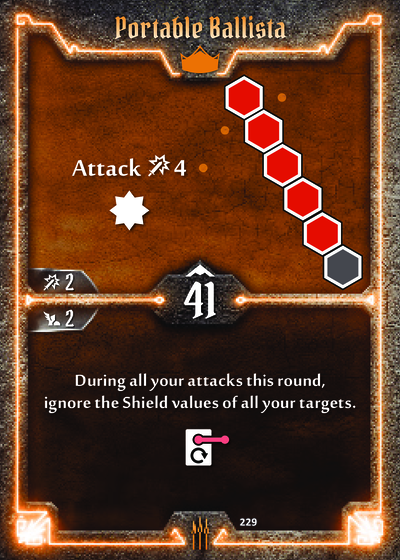 Portable Ballista
Attack 4
2
41
2
During all your attacks this round,
ignore the Shield values of all your targets.
229